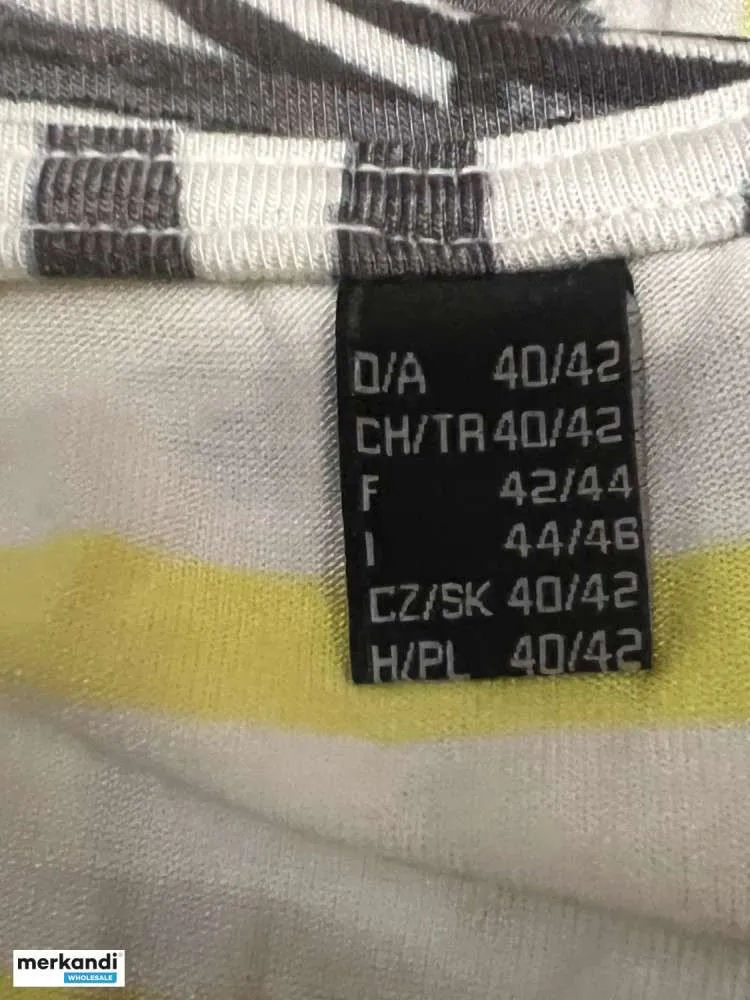 D/A 40/42
CH/TR 40/42
F 42/44
I 44/46
CZ/SK 40/42
H/PL 40/42
merkandi
WHOLESALE